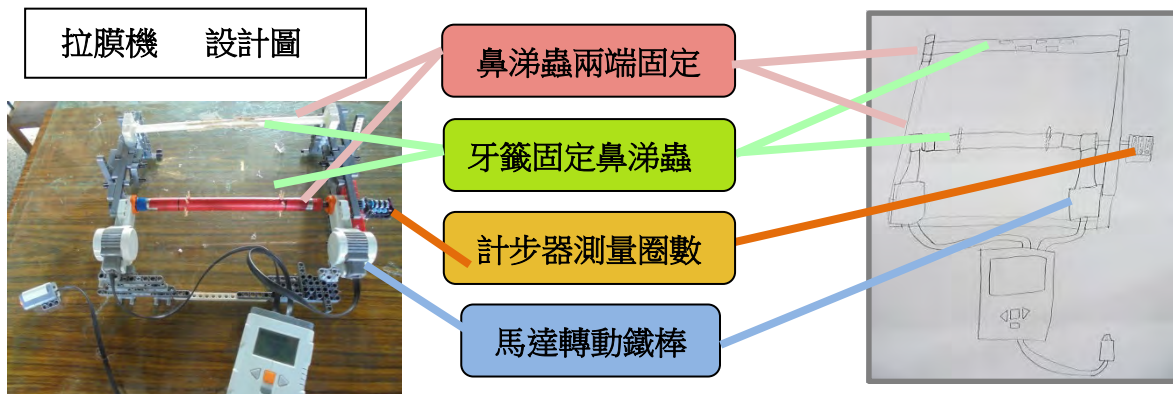 拉膜機 設計圖
鼻涕蟲兩端固定
牙籤固定鼻涕蟲
計步器測量圈數
馬達轉動鐵棒